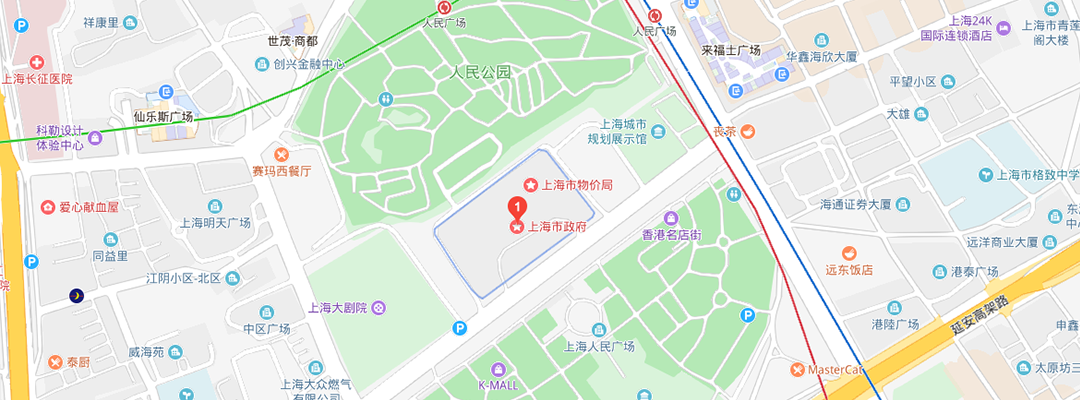 祥康里
P
上海长征医院
世茂·商都
创兴金融中心
仙乐斯广场
科勒设计
体验中心
赛玛西餐厅
人民广场
人民公园
人民广场
来福士广场
华鑫海欣大厦
上海24K
国际连锁酒店
上海市青莲
阁大楼
平望小区
大雄
上海城市
规划展示馆
丧茶
上海市格致中学
爱心献血屋
上海明天广场
同益里
江阴小区-北区
P
院
上海市物价局
1
上海市政府
香港名店街
海通证券大厦
东海
中心
远洋商业大厦
远东饭店
港泰广场
上海大剧院
中区广场
P
P
港陆广场
延安高架路
申鑫
威海苑
泰厨
上海大众燃气
有限公司
上海人民广场
K-MALL
MasterCat
太原坊三